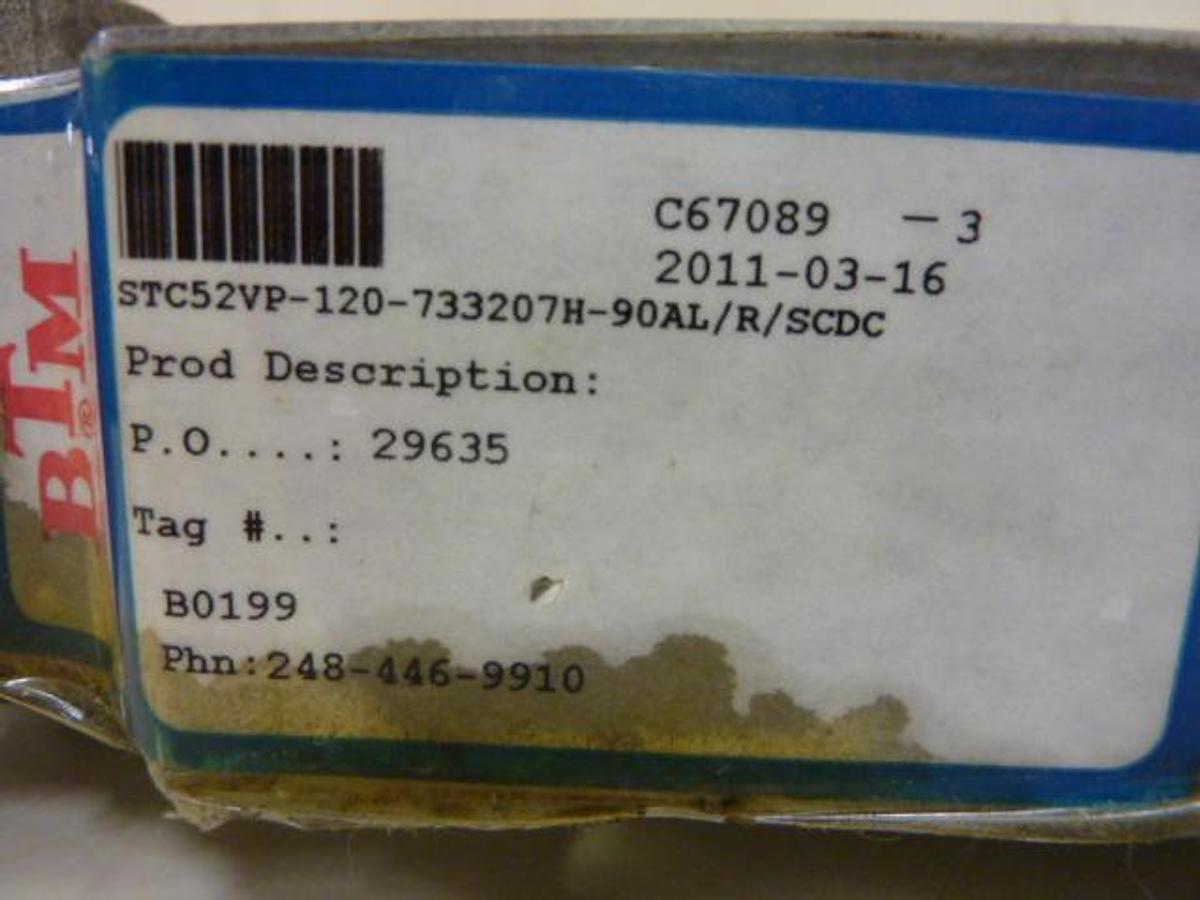 BTM®
C67089 -3
2011-03-16
STC52VP-120-733207H-90AL/R/SCDC
Prod Description:
P.O....: 29635
Tag #..:
B0199
Phn:248-446-9910